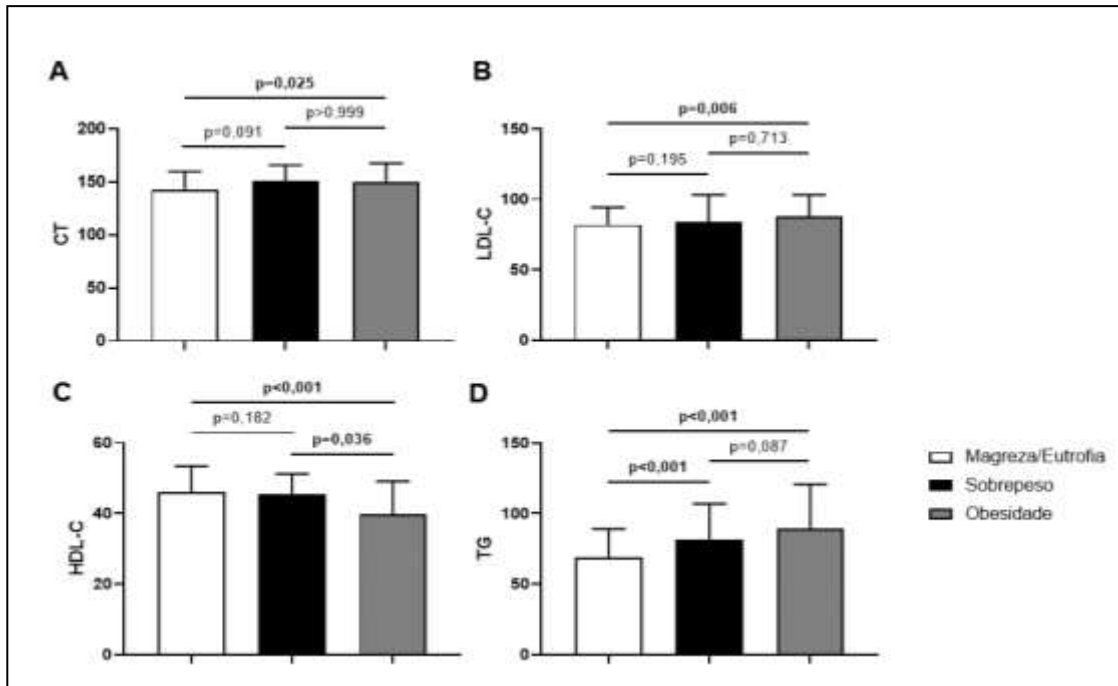 A
p=0,025
p=0,091
p>0,999
200
150
100
50
0
CT
B
p=0,006
p=0,195
p=0,713
150
100
50
0
LDL-C
C
p<0,001
p=0,182
p=0,036
60
40
20
0
HDL-C
D
p<0,001
p<0,001
p=0,087
150
100
50
0
TG
Magreza/Eutrofia
Sobrepeso
Obesidade